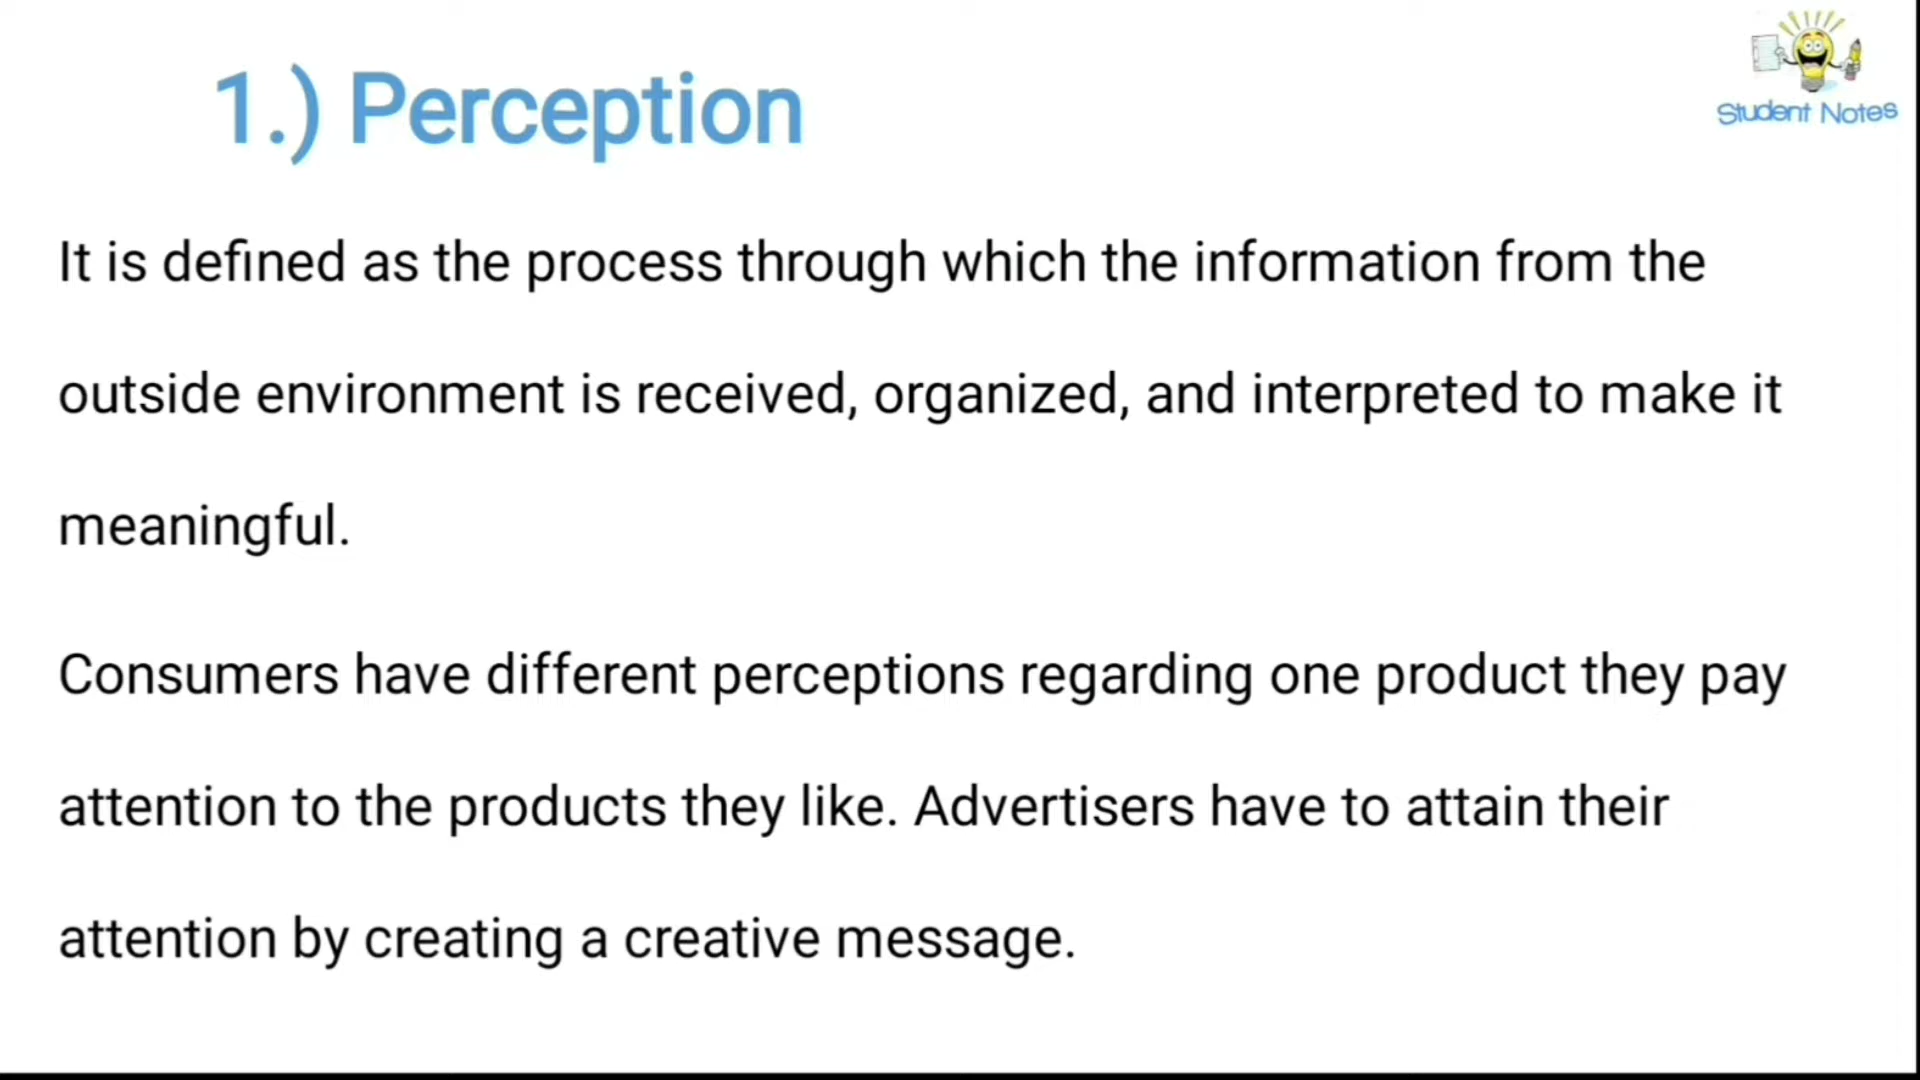 1.) Perception
Student Notes
It is defined as the process through which the information from the
outside environment is received, organized, and interpreted to make it
meaningful.
Consumers have different perceptions regarding one product they pay
attention to the products they like. Advertisers have to attain their
attention by creating a creative message.